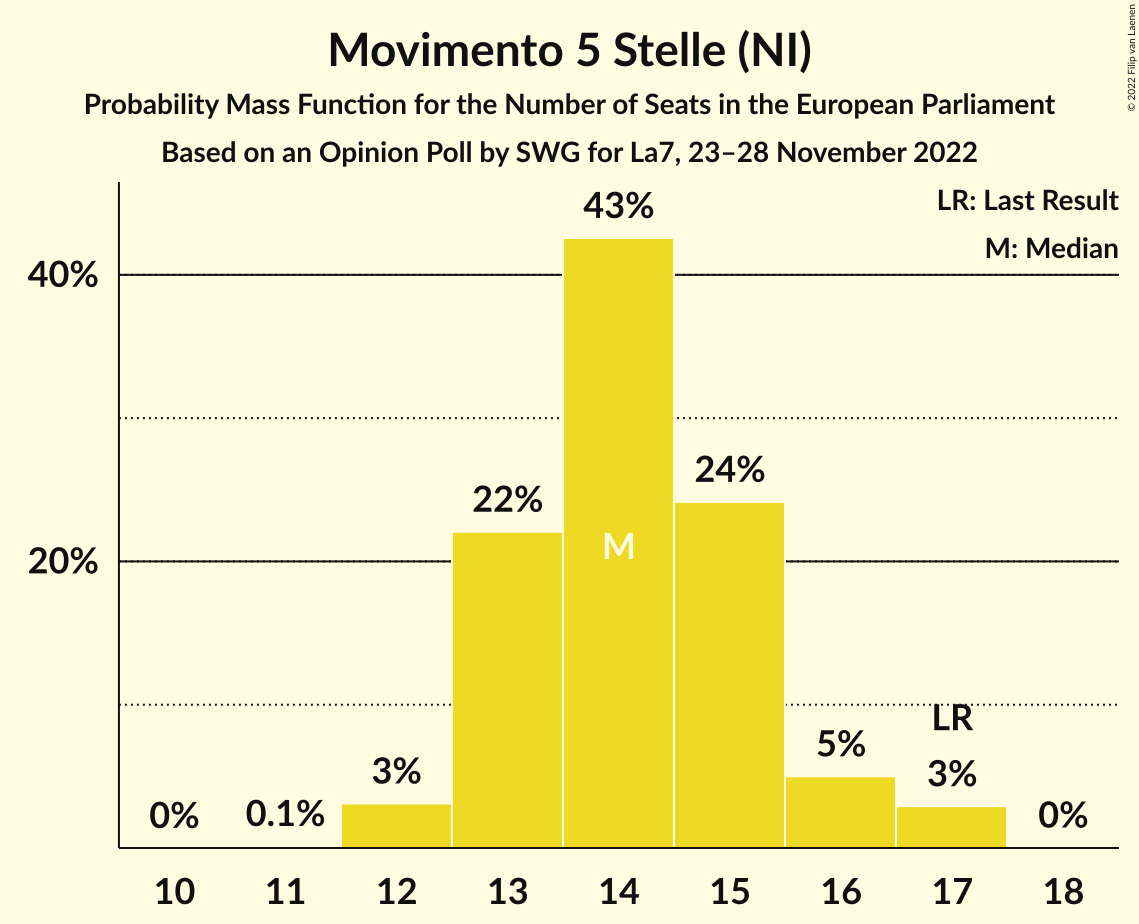 Movimento 5 Stelle (NI)
Probability Mass Function for the Number of Seats in the European Parliament
Based on an Opinion Poll by SWG for La7, 23–28 November 2022
© 2022 Filip van Laenen
LR: Last Result
M: Median
43%
40%
24%
22%
M
20%
LR
5%
3%
3%
0%
0.1%
0%
10 11 12 13 14 15 16 17 18